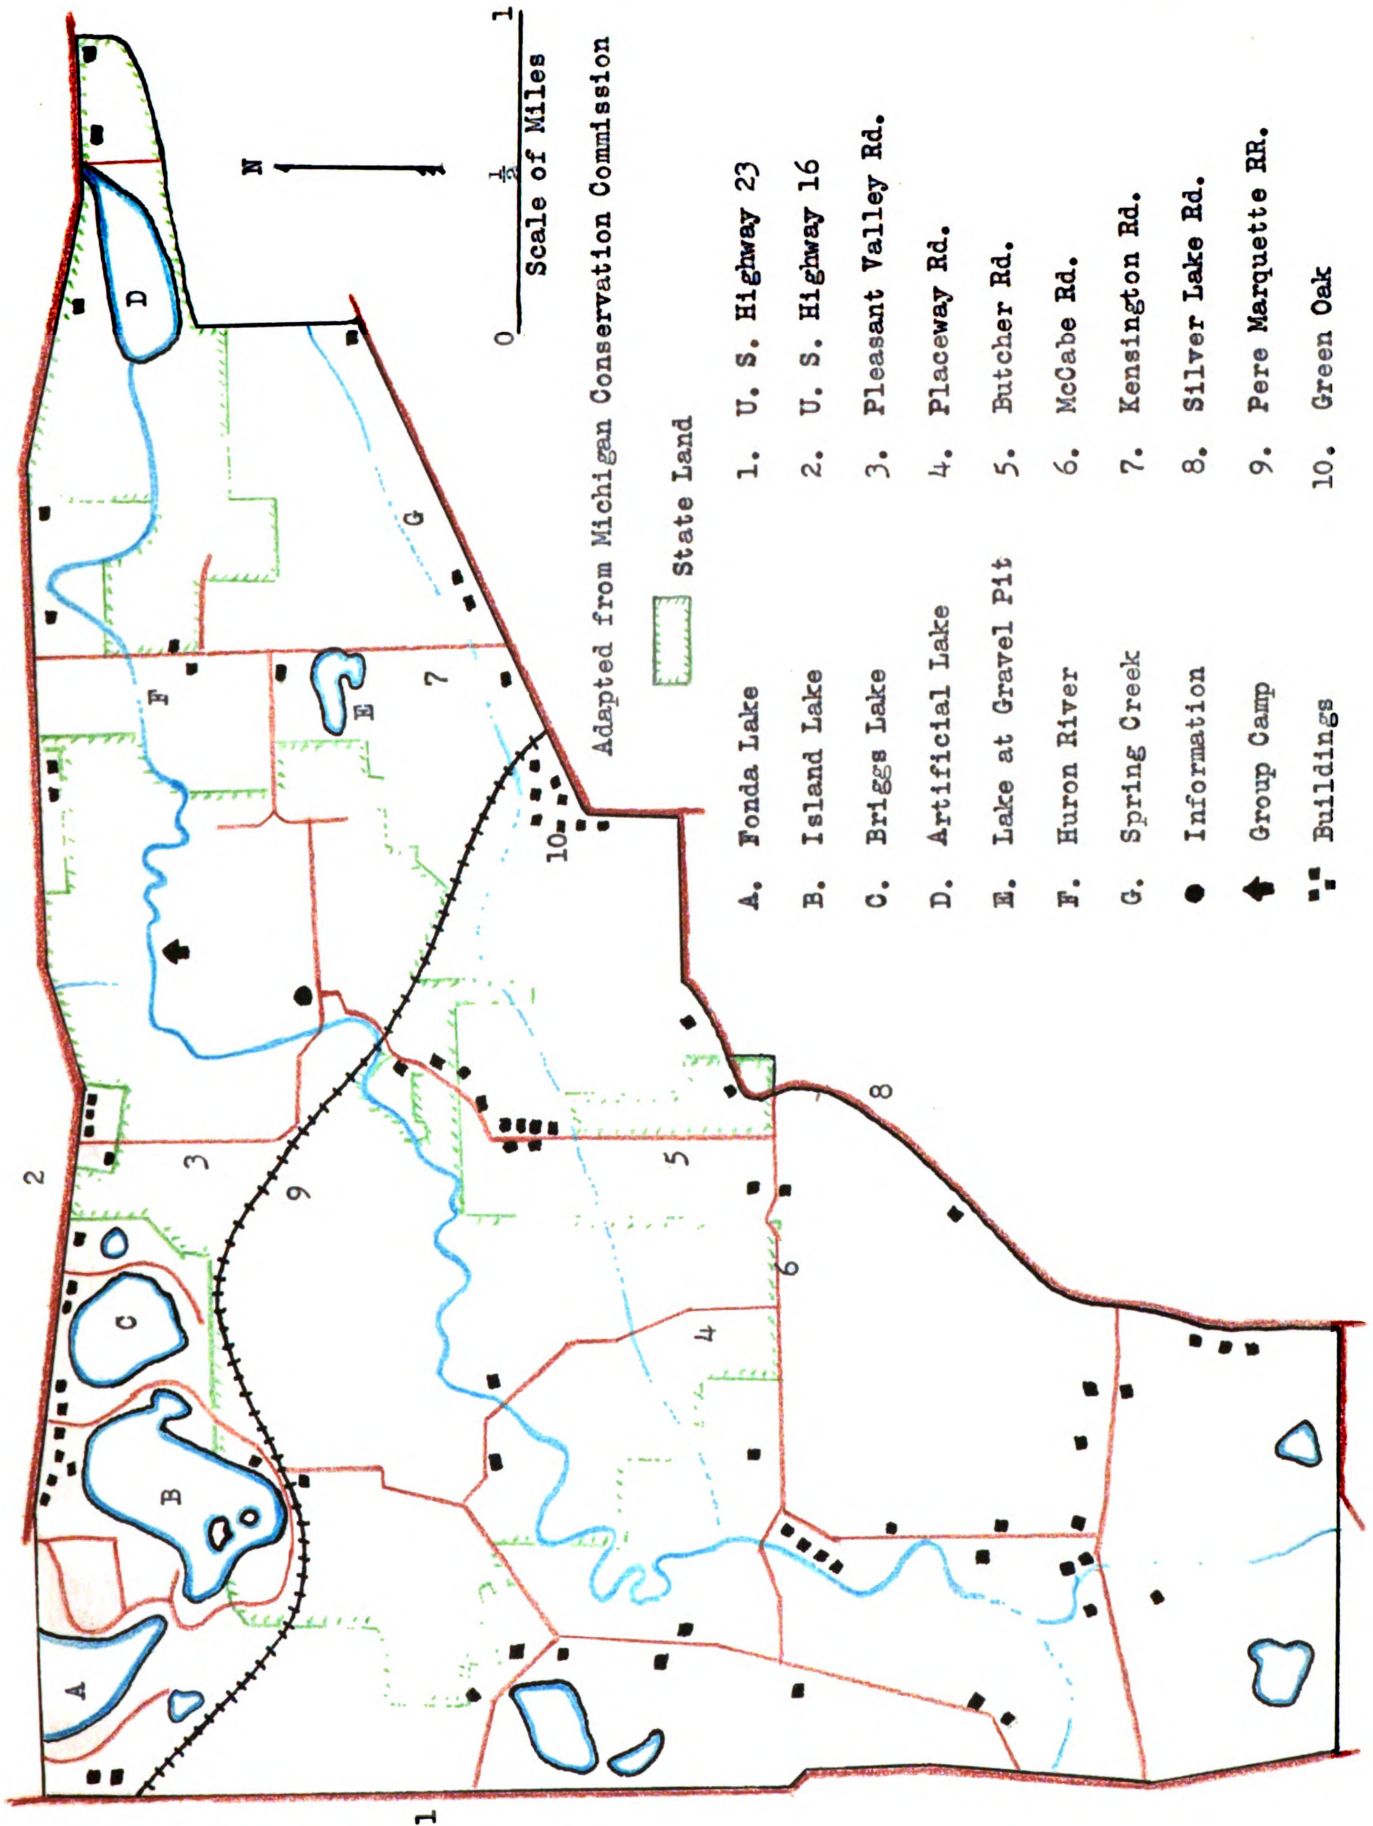 2
1
A
B
C
D
E
F
G
3
9
4
5
6
7
8
10
N
0 ½ 1
Scale of Miles
Adapted from Michigan Conservation Commission
State Land
A. Fonda Lake
B. Island Lake
C. Briggs Lake
D. Artificial Lake
E. Lake at Gravel Pit
F. Huron River
G. Spring Creek
Information
Group Camp
Buildings
1. U. S. Highway 23
2. U. S. Highway 16
3. Pleasant Valley Rd.
4. Placeway Rd.
5. Butcher Rd.
6. McCabe Rd.
7. Kensington Rd.
8. Silver Lake Rd.
9. Pere Marquette RR.
10. Green Oak